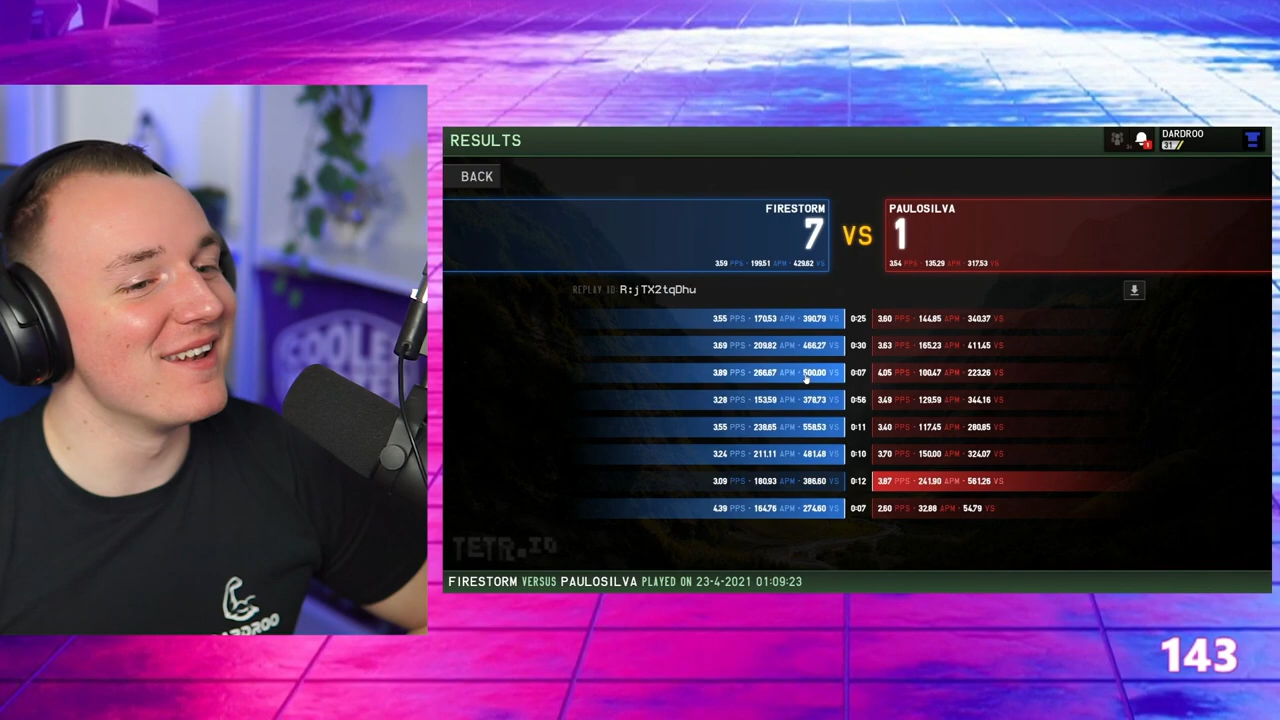 RESULTS
DARDROO
31
BACK
FIRESTORM
7
3.59 PPS · 199.51 APM · 429.62 VS
VS
PAULOSILVA
1
3.54 PPS · 135.29 APM · 317.53 VS
REPLAY ID R:jTX2tqDhu
3.55 PPS · 170.53 APM · 390.79 VS 0:25 3.60 PPS · 144.85 APM · 340.37 VS
3.69 PPS · 209.82 APM · 466.27 VS 0:30 3.63 PPS · 165.23 APM · 411.45 VS
3.89 PPS · 266.67 APM · 500.00 VS 0:07 4.05 PPS · 100.47 APM · 223.26 VS
3.28 PPS · 153.59 APM · 378.73 VS 0:56 3.49 PPS · 129.59 APM · 344.16 VS
3.55 PPS · 238.65 APM · 558.53 VS 0:11 3.40 PPS · 117.45 APM · 280.85 VS
3.24 PPS · 211.11 APM · 481.48 VS 0:10 3.70 PPS · 150.00 APM · 324.07 VS
3.09 PPS · 180.93 APM · 386.60 VS 0:12 3.87 PPS · 241.90 APM · 561.26 VS
4.39 PPS · 164.76 APM · 274.60 VS 0:07 2.60 PPS · 32.88 APM · 54.79 VS
TETR.IO
FIRESTORM VERSUS PAULOSILVA PLAYED ON 23-4-2021 01:09:23
COOLE
DARDROO
143